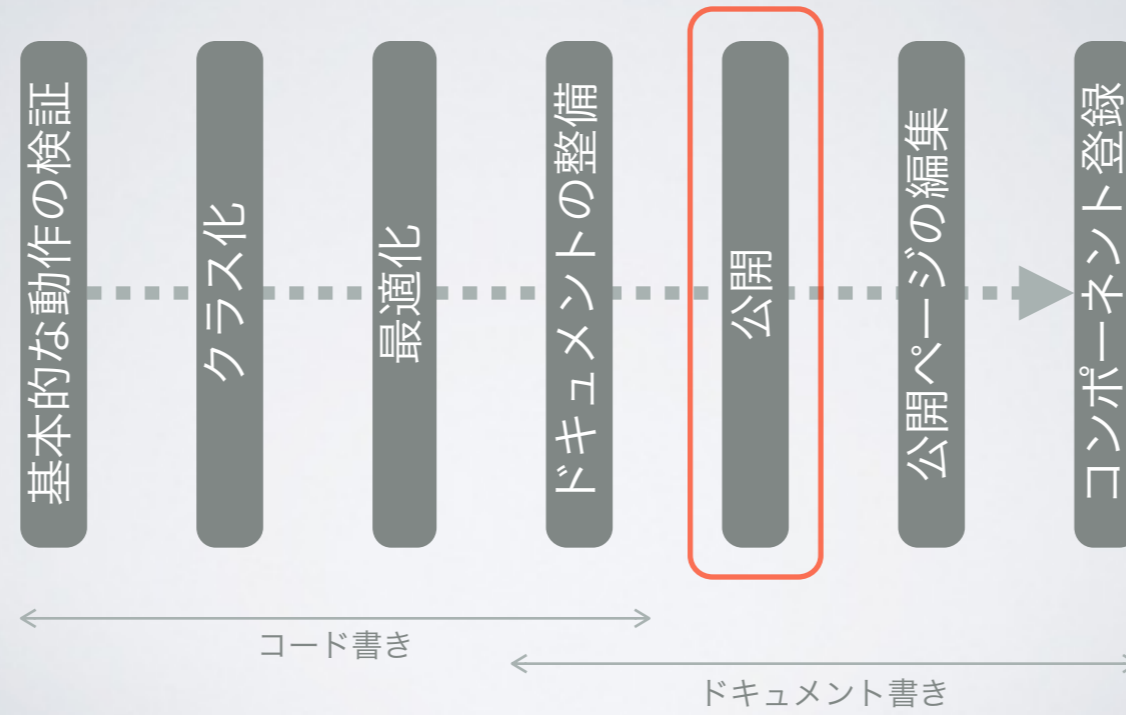 基本的な動作の検証
クラス化
最適化
ドキュメントの整備
公開
公開ページの編集
コンポーネント登録
コード書き
ドキュメント書き